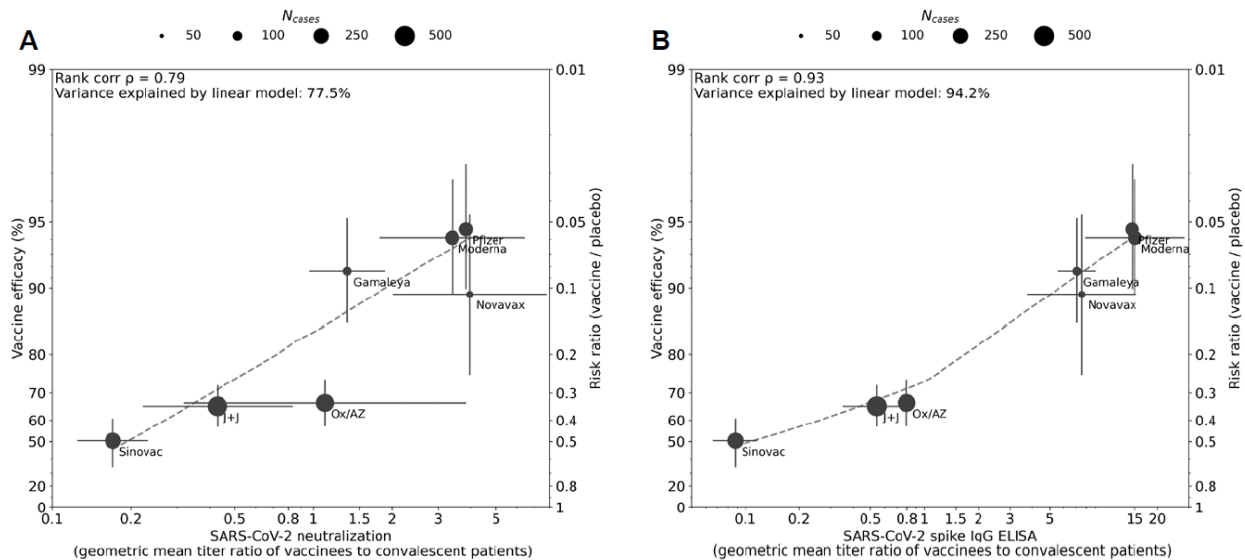 A
N_cases
50 100 250 500
Rank corr ρ = 0.79
Variance explained by linear model: 77.5%
Vaccine efficacy (%)
99
95
90
80
70
60
50
20
0
Risk ratio (vaccine / placebo)
0.01
0.05
0.1
0.2
0.3
0.4
0.5
0.8
1
Pfizer
Moderna
Gamaleya
Novavax
J+J
Ox/AZ
Sinovac
0.1 0.2 0.5 0.8 1 2 3 5
SARS-CoV-2 neutralization
(geometric mean titer ratio of vaccinees to convalescent patients)
B
N_cases
50 100 250 500
Rank corr ρ = 0.93
Variance explained by linear model: 94.2%
Vaccine efficacy (%)
99
95
90
80
70
60
50
20
0
Risk ratio (vaccine / placebo)
0.01
0.05
0.1
0.2
0.3
0.4
0.5
0.8
1
Pfizer
Moderna
Gamaleya
Novavax
J+J
Ox/AZ
Sinovac
0.1 0.2 0.5 0.8 1 1.5 2 3 5 15 20
SARS-CoV-2 spike IgG ELISA
(geometric mean titer ratio of vaccinees to convalescent patients)